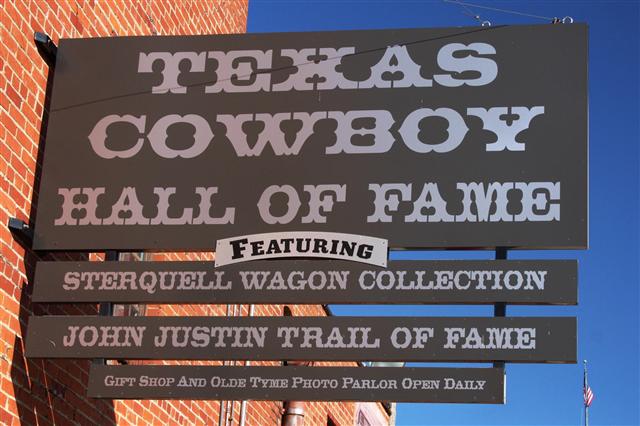 TEXAS
COWBOY
HALL OF FAME
FEATURING
STERQUELL WAGON COLLECTION
JOHN JUSTIN TRAIL OF FAME
GIFT SHOP AND OLDE TYME PHOTO PARLOR OPEN DAILY